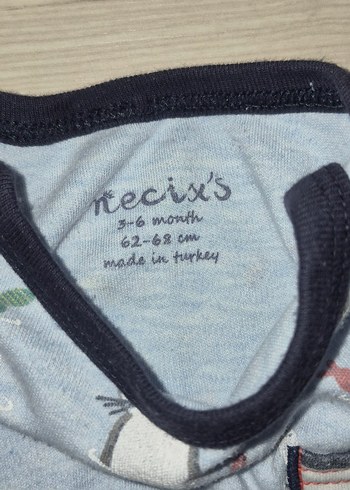 necix's
3-6 month
62-68 cm
made in turkey